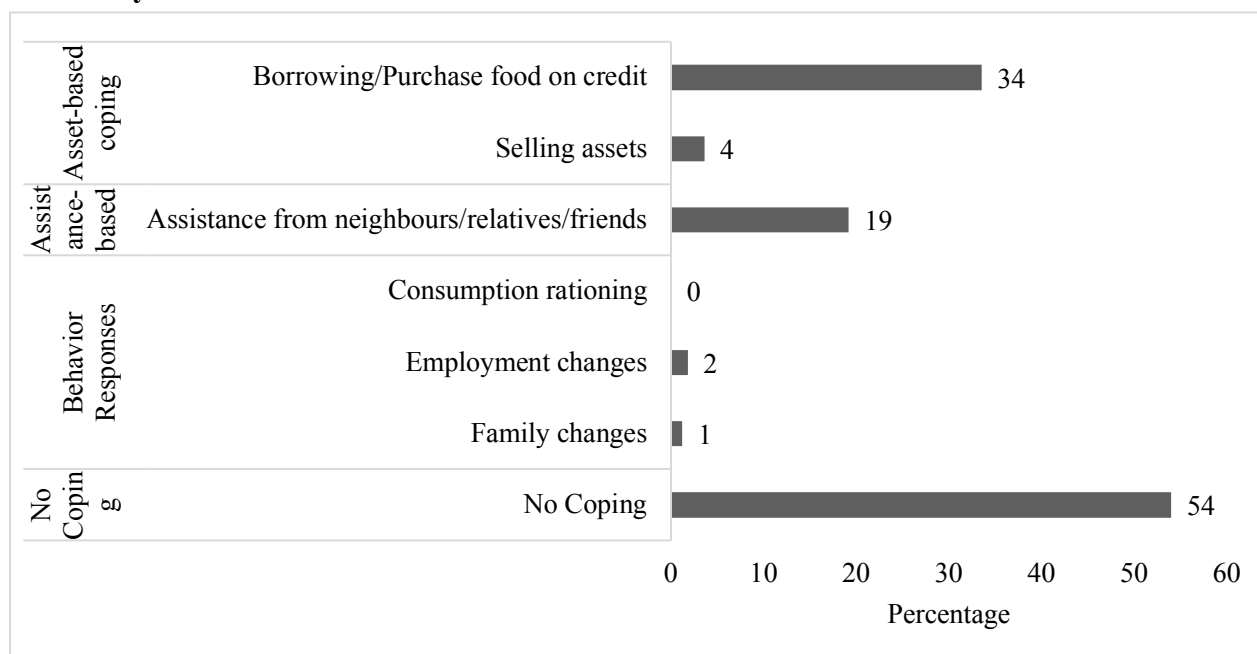 Asset-based
coping
Borrowing/Purchase food on credit
34
Selling assets
4
Assist
ance-
based
Assistance from neighbours/relatives/friends
19
Behavior
Responses
Consumption rationing
0
Employment changes
2
Family changes
1
No
Copin
g
No Coping
54
0 10 20 30 40 50 60
Percentage